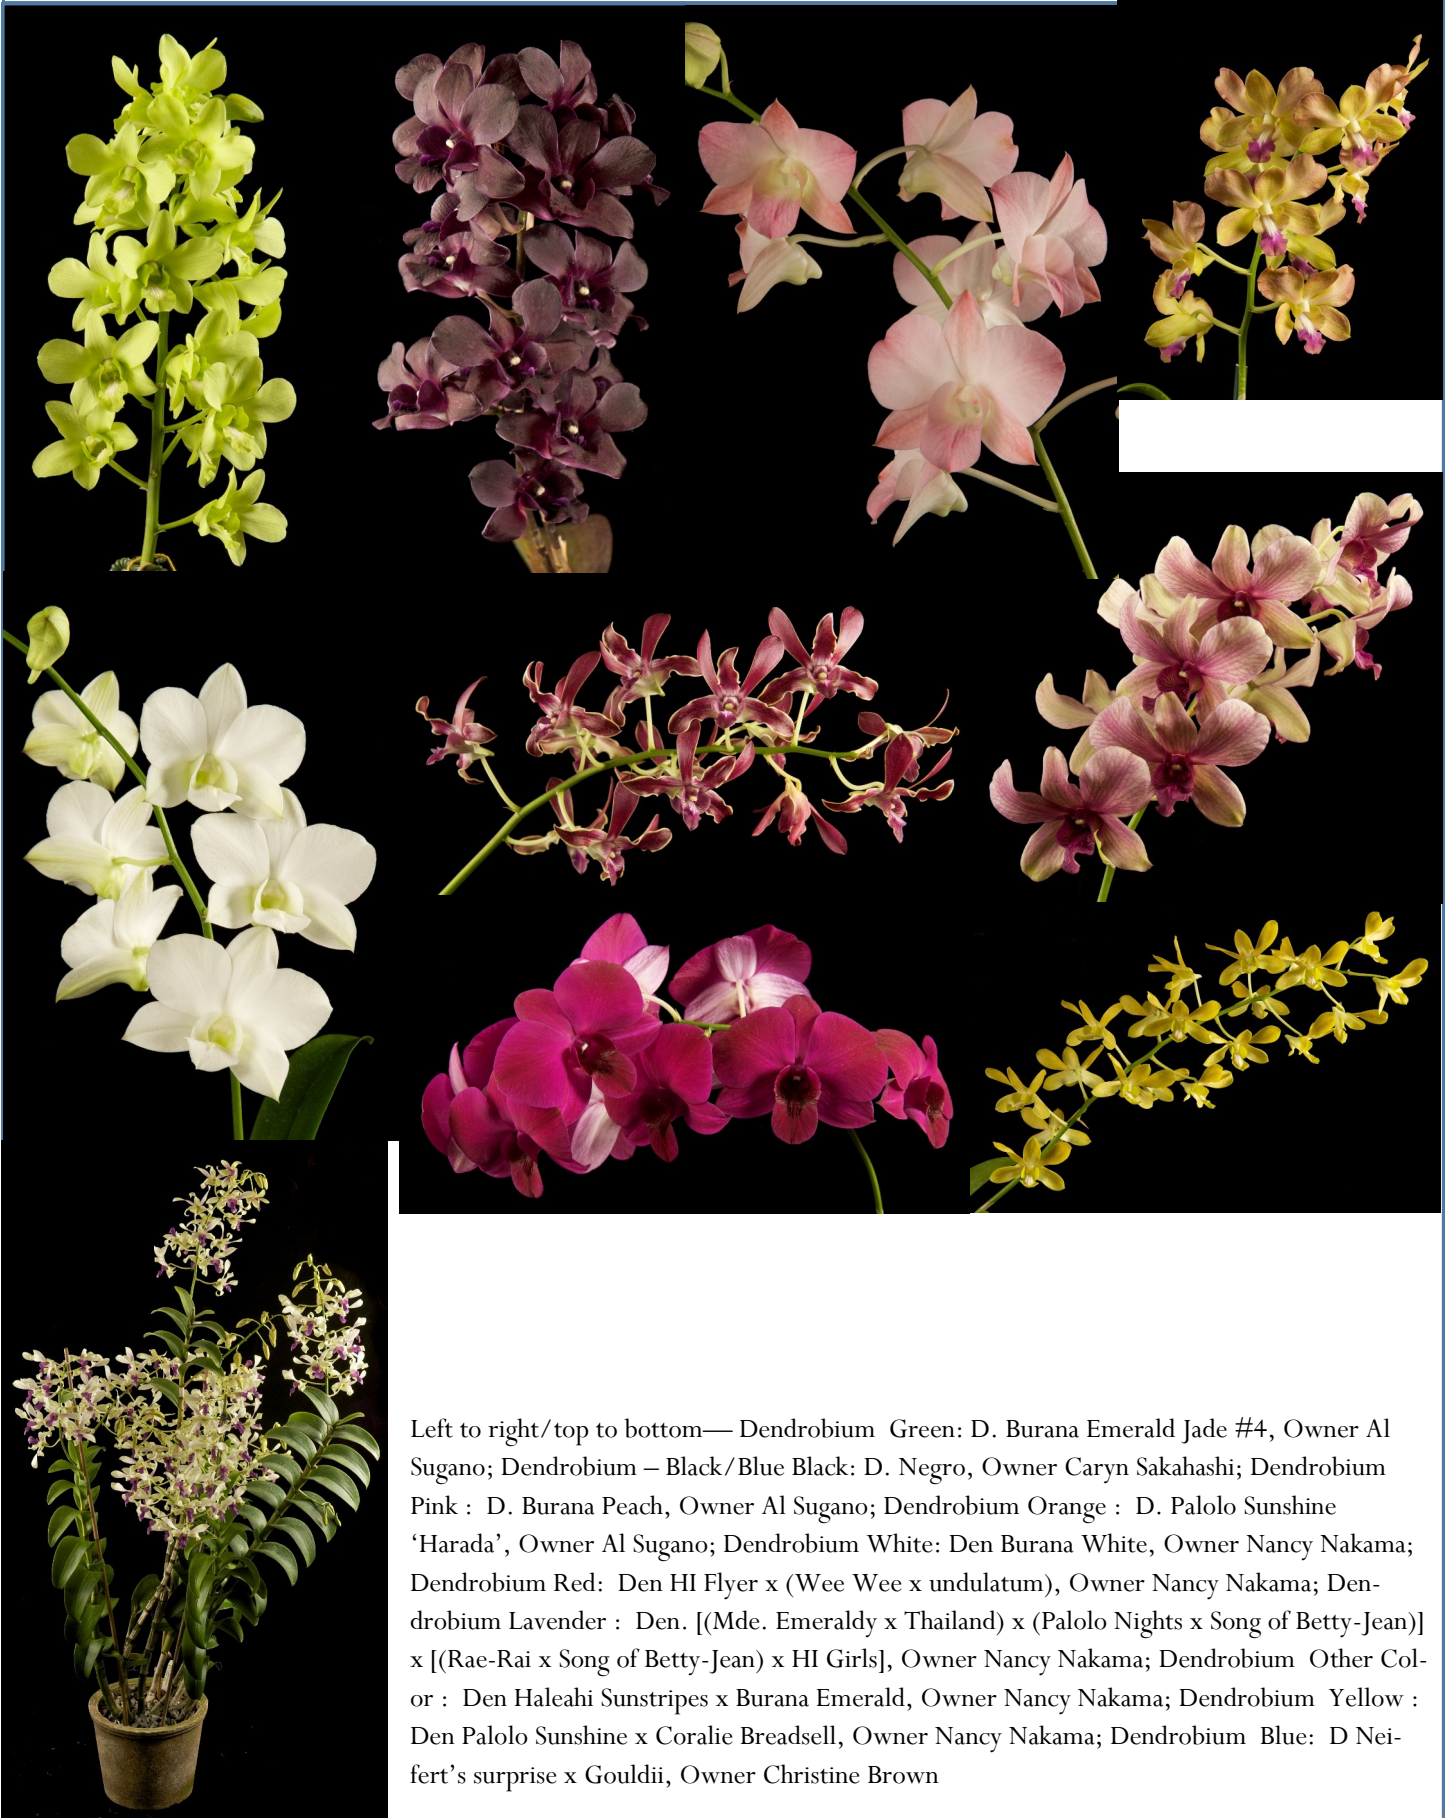 Left to right/top to bottom— Dendrobium  Green: D. Burana Emerald Jade #4, Owner Al
Sugano; Dendrobium – Black/Blue Black: D. Negro, Owner Caryn Sakahashi; Dendrobium
Pink :  D. Burana Peach, Owner Al Sugano; Dendrobium Orange :  D. Palolo Sunshine
‘Harada’, Owner Al Sugano; Dendrobium White: Den Burana White, Owner Nancy Nakama;
Dendrobium Red:  Den HI Flyer x (Wee Wee x undulatum), Owner Nancy Nakama; Den-
drobium Lavender :  Den. [(Mde. Emeraldy x Thailand) x (Palolo Nights x Song of Betty-Jean)]
x [(Rae-Rai x Song of Betty-Jean) x HI Girls], Owner Nancy Nakama; Dendrobium  Other Col-
or :  Den Haleahi Sunstripes x Burana Emerald, Owner Nancy Nakama; Dendrobium  Yellow :
Den Palolo Sunshine x Coralie Breadsell, Owner Nancy Nakama; Dendrobium  Blue:  D Nei-
fert’s surprise x Gouldii, Owner Christine Brown